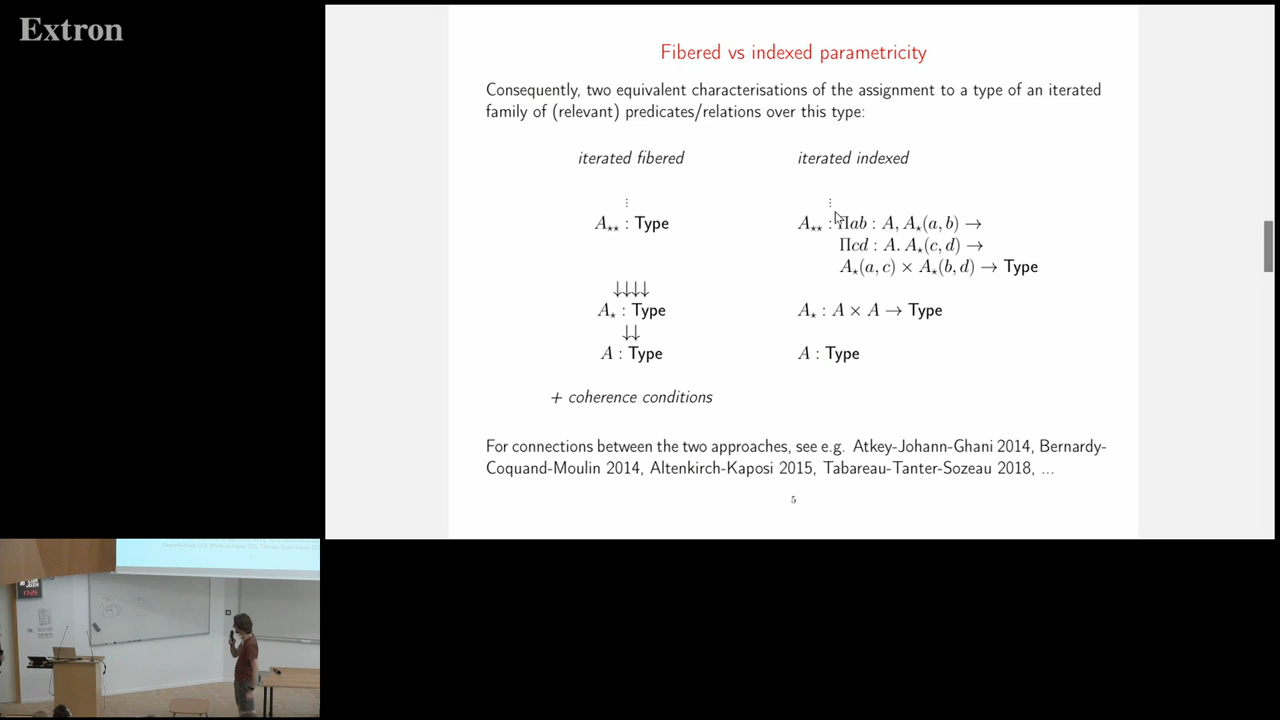 Extron
Fibered vs indexed parametricity
Consequently, two equivalent characterisations of the assignment to a type of an iterated
family of (relevant) predicates/relations over this type:
iterated fibered
iterated indexed
⋮
⋮
A⋆⋆ : Type
A⋆⋆ : Πab : A, A⋆(a, b) →
Πcd : A. A⋆(c, d) →
A⋆(a, c) × A⋆(b, d) → Type
↓↓↓↓
A⋆ : Type
A⋆ : A × A → Type
↓↓
A : Type
A : Type
+ coherence conditions
For connections between the two approaches, see e.g. Atkey-Johann-Ghani 2014, Bernardy-
Coquand-Moulin 2014, Altenkirch-Kaposi 2015, Tabareau-Tanter-Sozeau 2018, ...
5